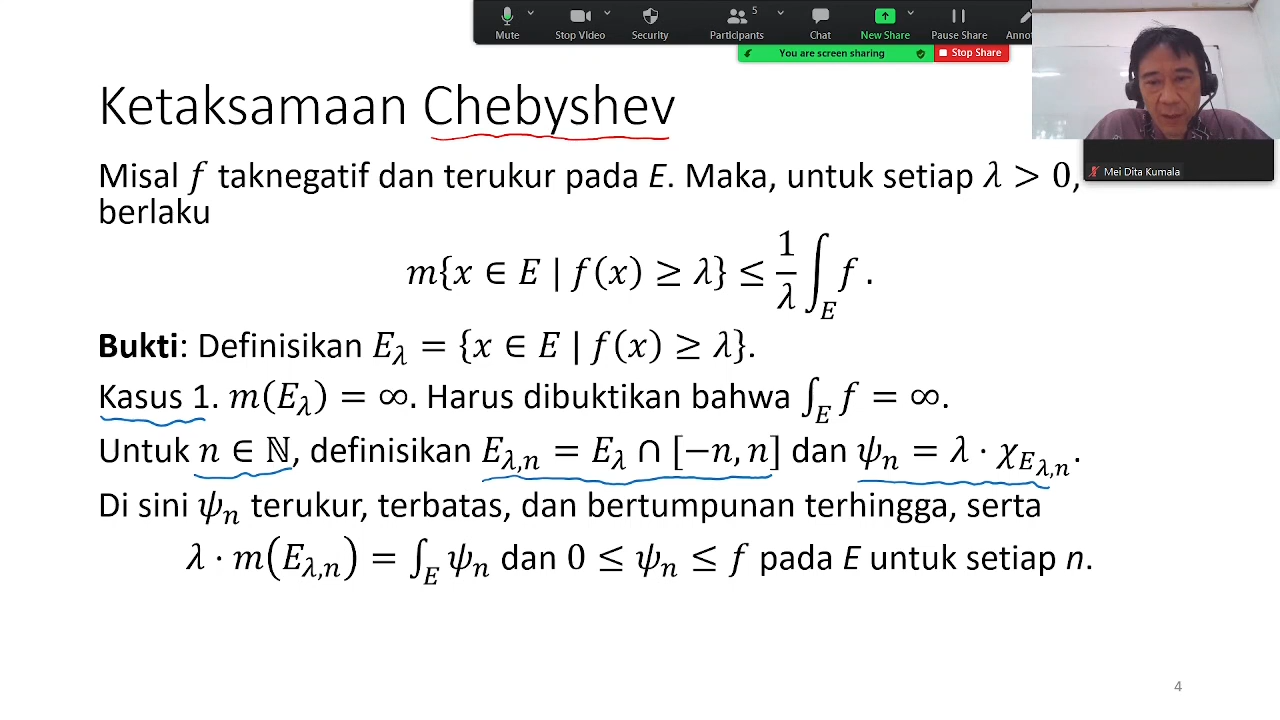 Mute
Stop Video
Security
Participants
5
Chat
New Share
Pause Share
You are screen sharing
Stop Share
Mei Dita Kumala
Ketaksamaan Chebyshev
Misal f taknegatif dan terukur pada E. Maka, untuk setiap λ > 0,
berlaku
m{x ∈ E | f(x) ≥ λ} ≤ 1/λ ∫_E f .
Bukti: Definisikan E_λ = {x ∈ E | f(x) ≥ λ}.
Kasus 1. m(E_λ) = ∞. Harus dibuktikan bahwa ∫_E f = ∞.
Untuk n ∈ ℕ, definisikan E_{λ,n} = E_λ ∩ [−n, n] dan ψ_n = λ · χ_{E_{λ,n}}.
Di sini ψ_n terukur, terbatas, dan bertumpunan terhingga, serta
λ · m(E_{λ,n}) = ∫_E ψ_n dan 0 ≤ ψ_n ≤ f pada E untuk setiap n.
4